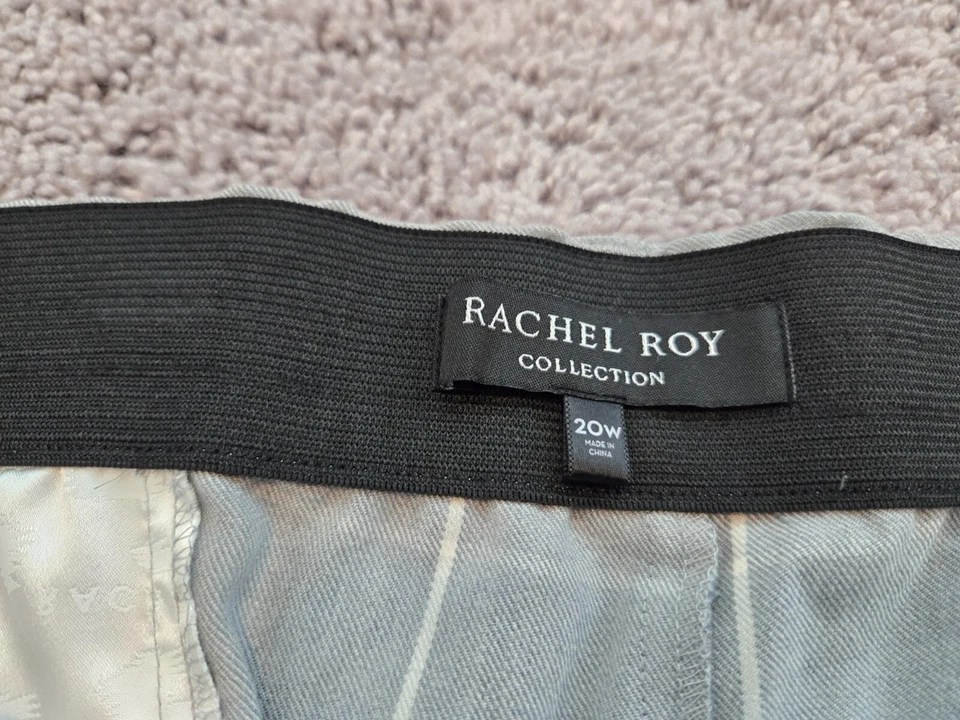 RACHEL ROY
COLLECTION
20W
MADE IN
CHINA